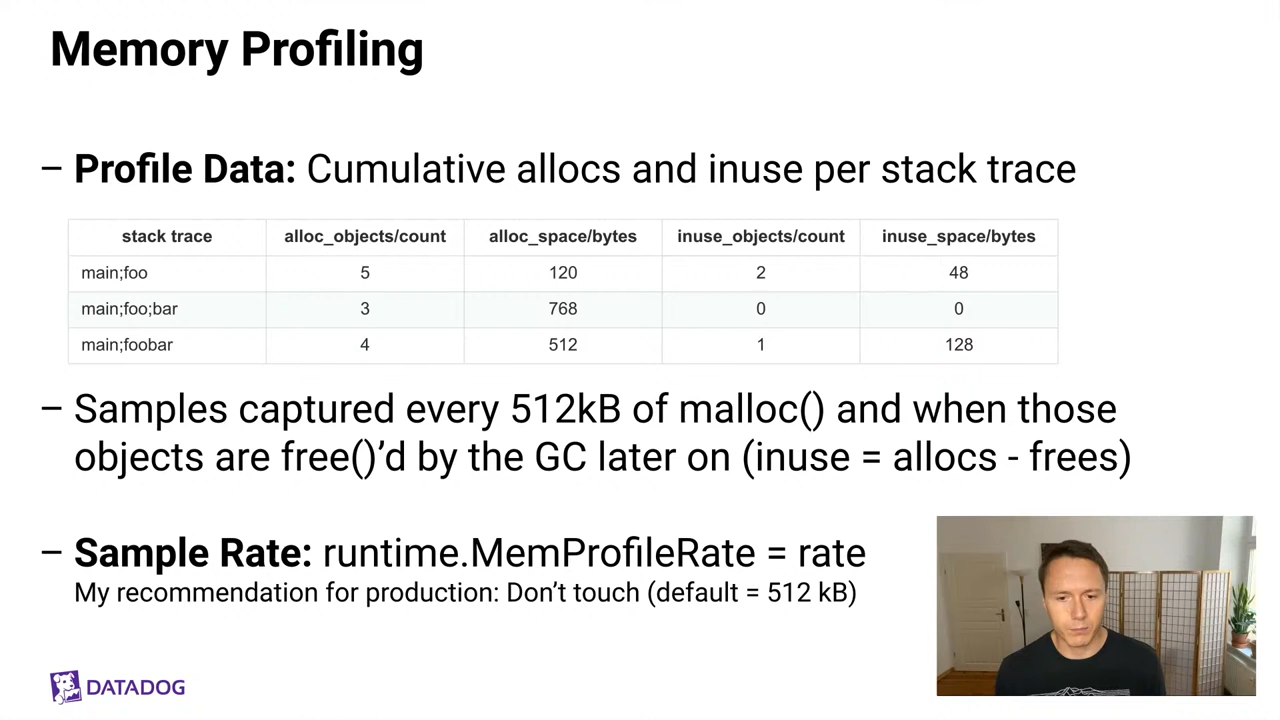 Memory Profiling
– Profile Data: Cumulative allocs and inuse per stack trace
stack trace alloc_objects/count alloc_space/bytes inuse_objects/count inuse_space/bytes
main;foo 5 120 2 48
main;foo;bar 3 768 0 0
main;foobar 4 512 1 128
– Samples captured every 512kB of malloc() and when those
objects are free()’d by the GC later on (inuse = allocs - frees)
– Sample Rate: runtime.MemProfileRate = rate
My recommendation for production: Don’t touch (default = 512 kB)
DATADOG